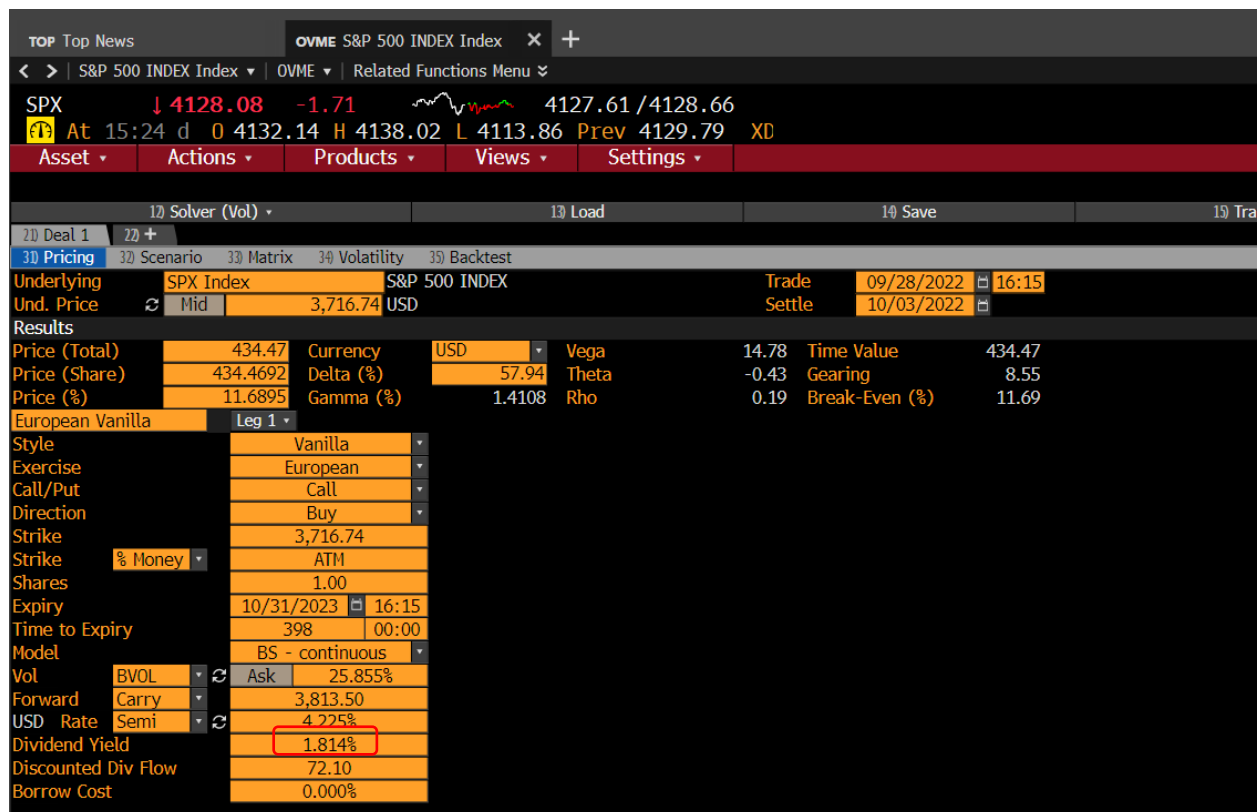 TOP Top News OVME S&P 500 INDEX Index × +
< > S&P 500 INDEX Index ▾ OVME ▾ Related Functions Menu
SPX ↓ 4128.08 -1.71 4127.61 / 4128.66
At 15:24 d O 4132.14 H 4138.02 L 4113.86 Prev 4129.79 XD
Asset ▾ Actions ▾ Products ▾ Views ▾ Settings ▾
12) Solver (Vol) ▾ 13) Load 14) Save 15) Tra
21) Deal 1 22) +
31) Pricing 32) Scenario 33) Matrix 34) Volatility 35) Backtest
Underlying SPX Index S&P 500 INDEX Trade 09/28/2022 16:15
Und. Price Mid 3,716.74 USD Settle 10/03/2022
Results
Price (Total) 434.47 Currency USD Vega 14.78 Time Value 434.47
Price (Share) 434.4692 Delta (%) 57.94 Theta -0.43 Gearing 8.55
Price (%) 11.6895 Gamma (%) 1.4108 Rho 0.19 Break-Even (%) 11.69
European Vanilla Leg 1 ▾
Style Vanilla
Exercise European
Call/Put Call
Direction Buy
Strike 3,716.74
Strike % Money ATM
Shares 1.00
Expiry 10/31/2023 16:15
Time to Expiry 398 00:00
Model BS - continuous
Vol BVOL Ask 25.855%
Forward Carry 3,813.50
USD Rate Semi 4.225%
Dividend Yield 1.814%
Discounted Div Flow 72.10
Borrow Cost 0.000%